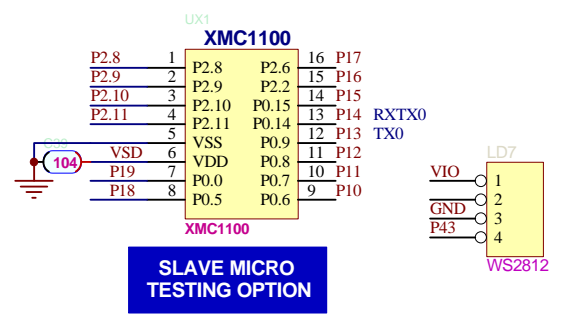 UX1
XMC1100
P2.8 1 P2.8 P2.6 16 P17
P2.9 2 P2.9 P2.2 15 P16
P2.10 3 P2.10 P0.15 14 P15
P2.11 4 P2.11 P0.14 13 P14 RXTX0
5 VSS P0.9 12 P13 TX0
104 VSD 6 VDD P0.8 11 P12
P19 7 P0.0 P0.7 10 P11
P18 8 P0.5 P0.6 9 P10
XMC1100
SLAVE MICRO
TESTING OPTION
LD7
VIO 1
2
GND 3
P43 4
WS2812